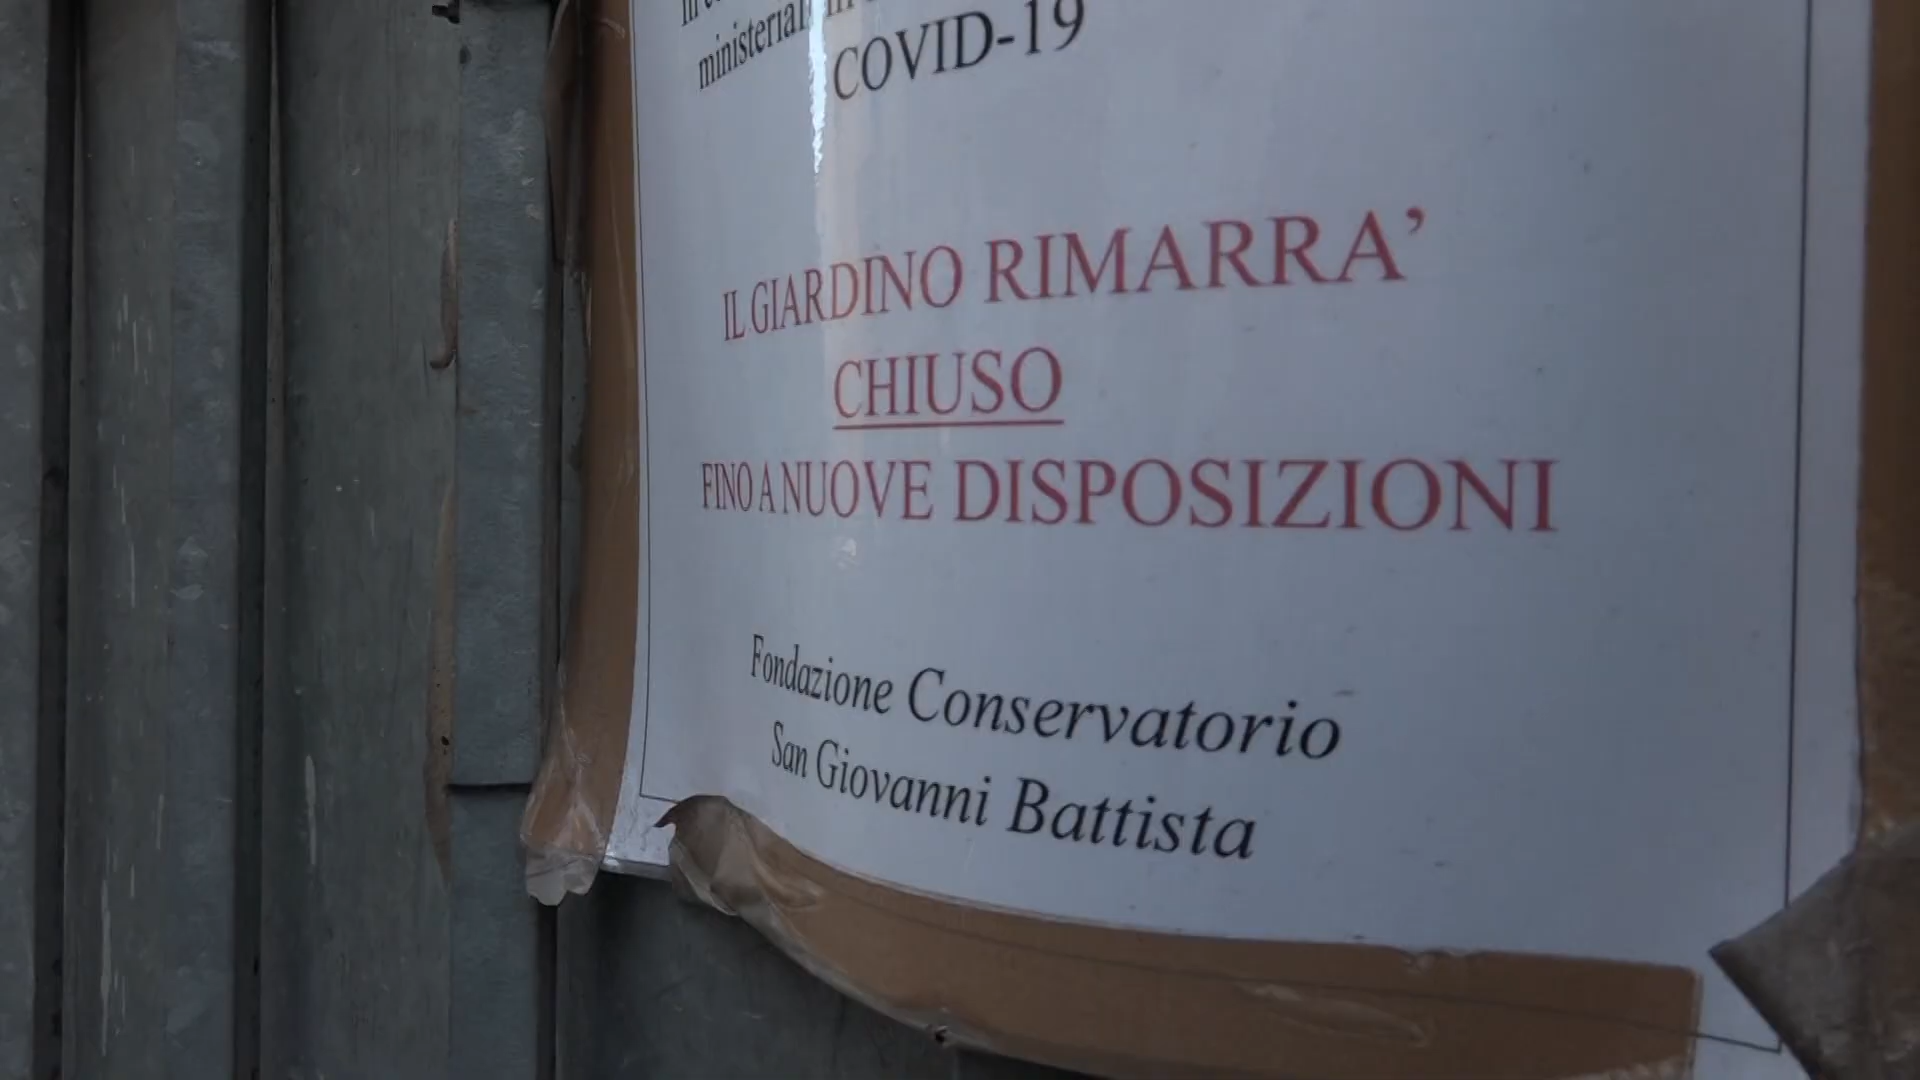 ministeriali in
COVID-19
IL GIARDINO RIMARRA’
CHIUSO
FINO A NUOVE DISPOSIZIONI
Fondazione Conservatorio
San Giovanni Battista